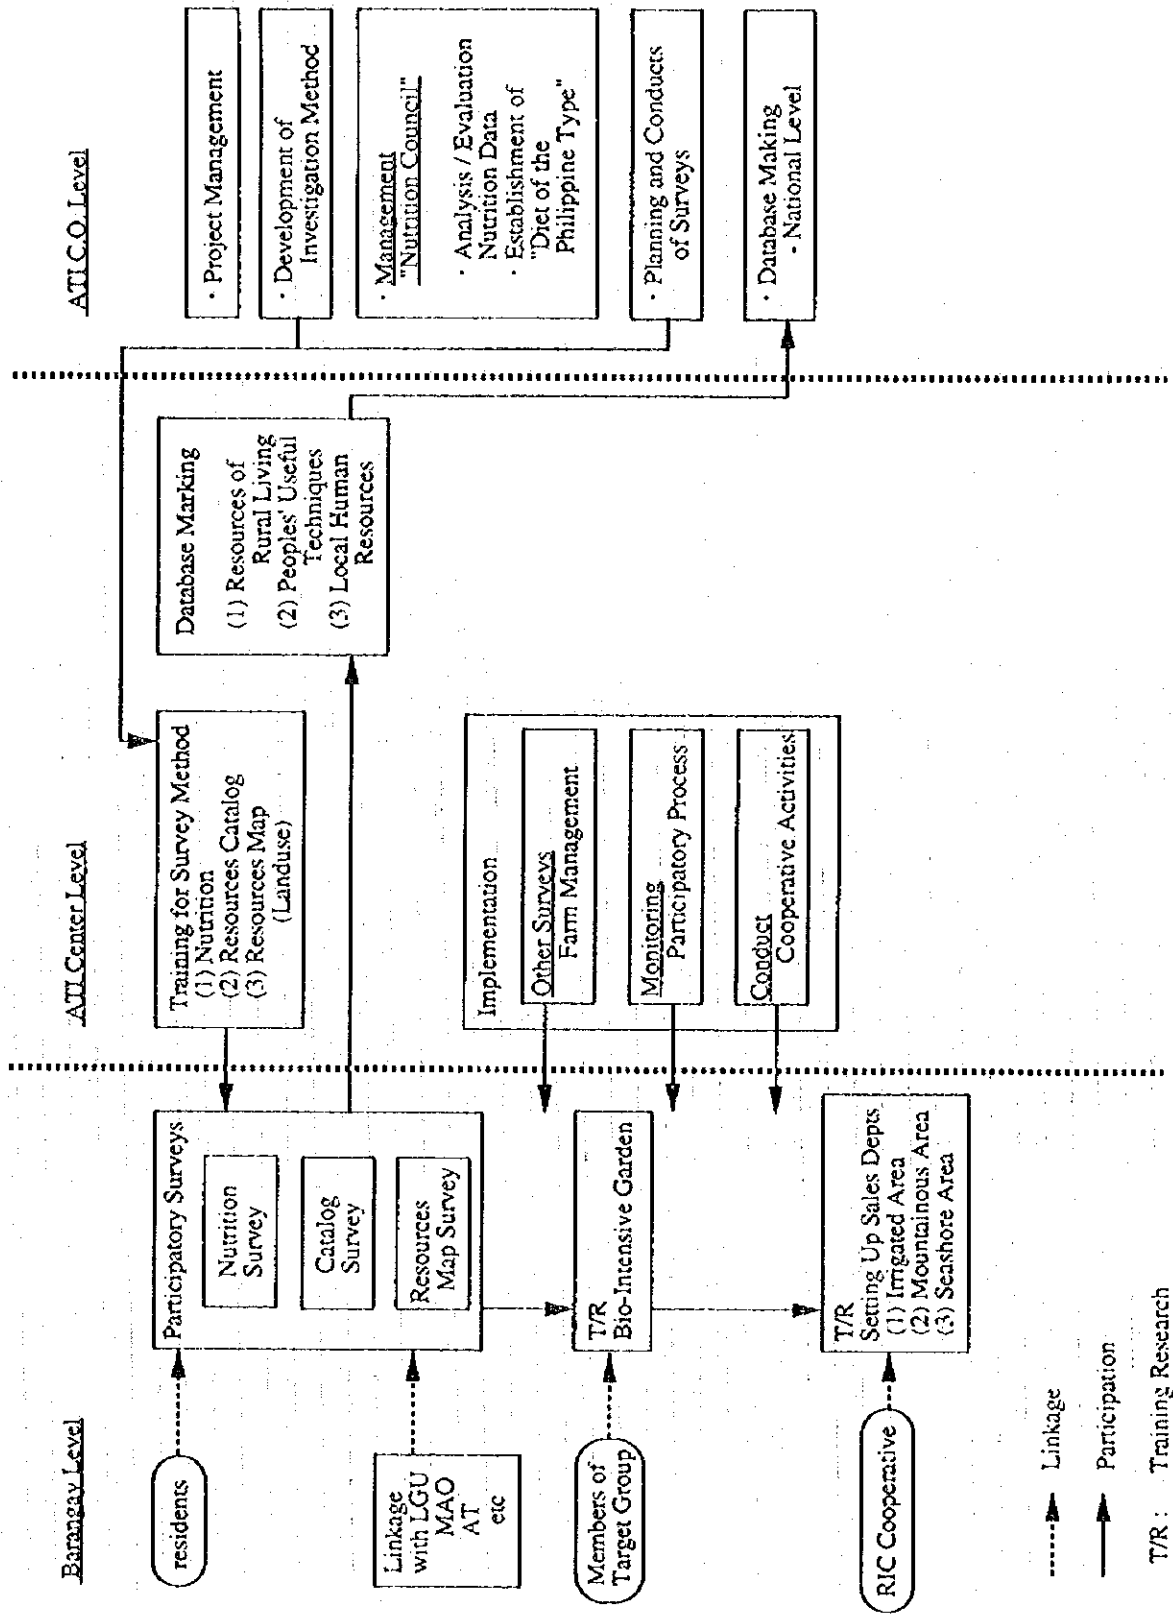 Barangay Level
residents
Linkage
with LGU
MAO
AT
etc
Members of
Target Group
RIC Cooperative
Participatory Surveys
Nutrition
Survey
Catalog
Survey
Resources
Map Survey
T/R
Bio-Intensive Garden
T/R
Setting Up Sales Depts
(1) Irrigated Area
(2) Mountainous Area
(3) Seashore Area
ATI Center Level
Training for Survey Method
(1) Nutrition
(2) Resources Catalog
(3) Resources Map
(Landuse)
Database Marking
(1) Resources of
Rural Living
(2) Peoples' Useful
Techniques
(3) Local Human
Resources
Implementation
Other Surveys
Farm Management
Monitoring
Participatory Process
Conduct
Cooperative Activities
ATI C.O. Level
· Project Management
· Development of
Investigation Method
· Management
"Nutrition Council"
· Analysis / Evaluation
Nutrition Data
· Establishment of
"Diet of the
Philippine Type"
· Planning and Conducts
of Surveys
· Database Making
- National Level
Linkage
Participation
T/R : Training Research